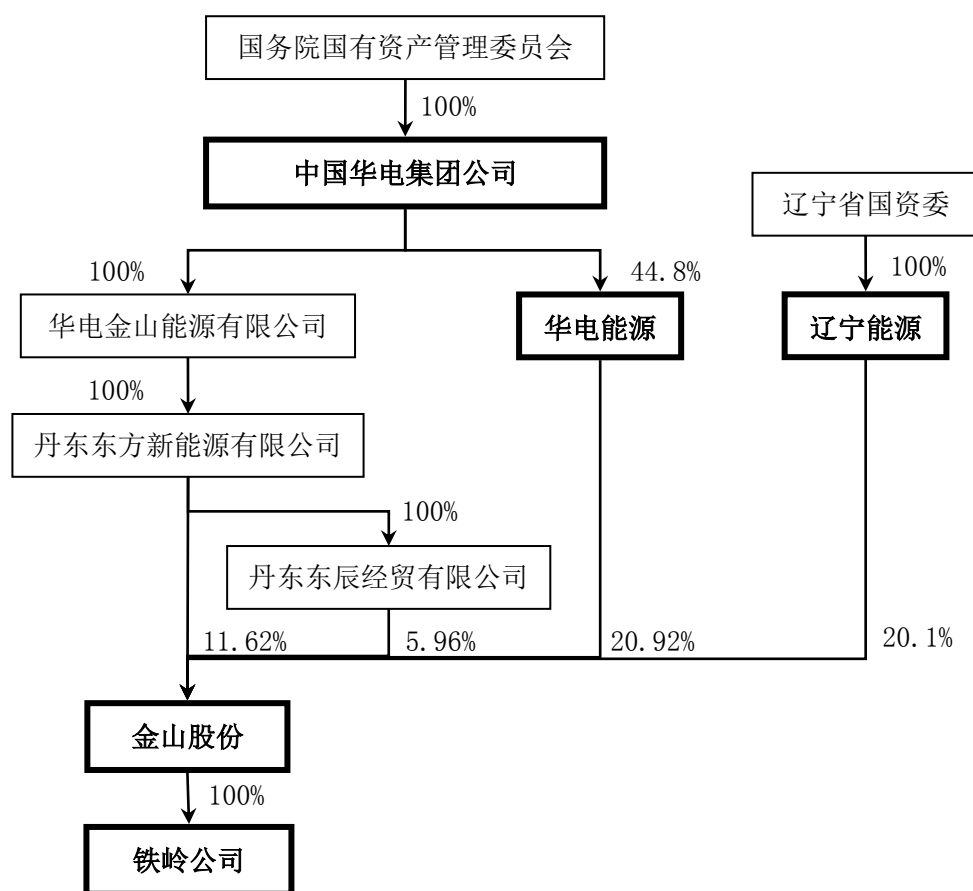 国务院国有资产管理委员会
100%
中国华电集团公司
辽宁省国资委
100%
44.8%
100%
华电金山能源有限公司
华电能源
辽宁能源
100%
丹东东方新能源有限公司
100%
丹东东辰经贸有限公司
11.62%
5.96%
20.92%
20.1%
金山股份
100%
铁岭公司